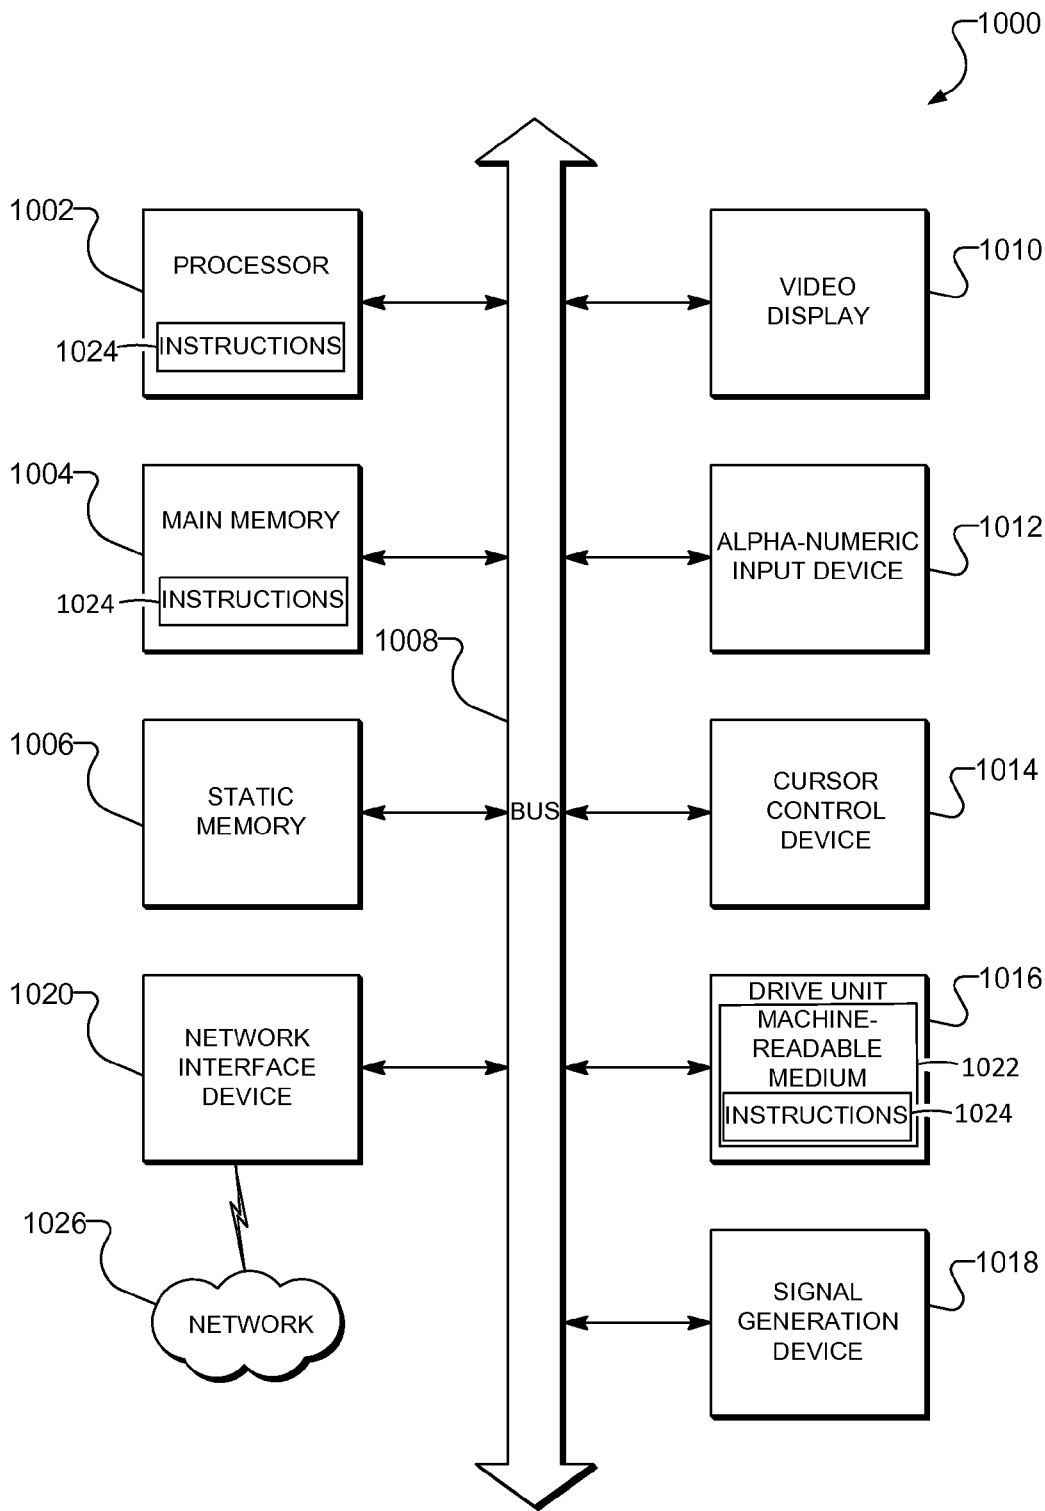 1000
1002
PROCESSOR
1024
INSTRUCTIONS
1010
VIDEO
DISPLAY
1004
MAIN MEMORY
1024
INSTRUCTIONS
1012
ALPHA-NUMERIC
INPUT DEVICE
1008
1006
STATIC
MEMORY
BUS
1014
CURSOR
CONTROL
DEVICE
1020
NETWORK
INTERFACE
DEVICE
1016
DRIVE UNIT
MACHINE-
READABLE
MEDIUM
1022
INSTRUCTIONS
1024
1026
NETWORK
1018
SIGNAL
GENERATION
DEVICE